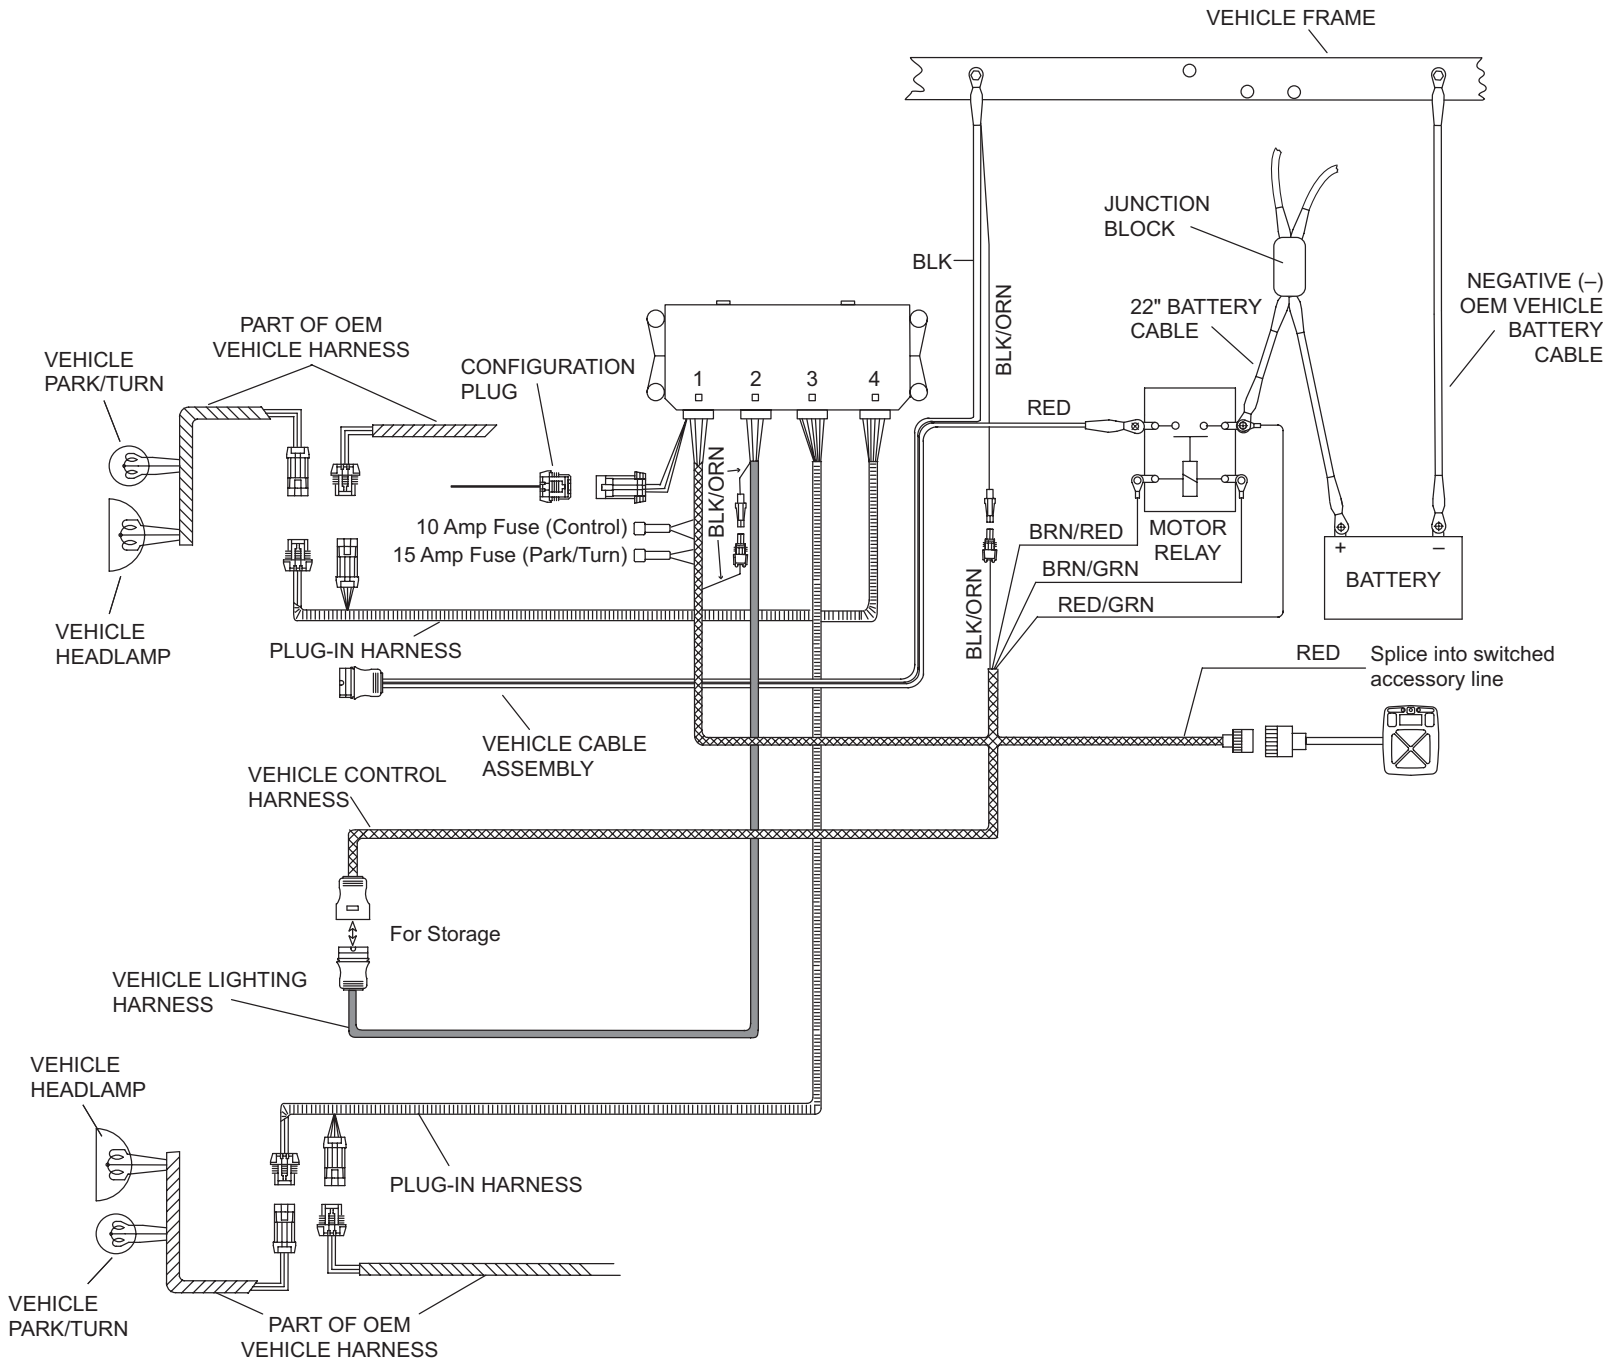 VEHICLE FRAME
JUNCTION
BLOCK
BLK
BLK/ORN
22" BATTERY
CABLE
NEGATIVE (–)
OEM VEHICLE
BATTERY
CABLE
PART OF OEM
VEHICLE HARNESS
VEHICLE
PARK/TURN
CONFIGURATION
PLUG
1
2
3
4
RED
BLK/ORN
10 Amp Fuse (Control)
15 Amp Fuse (Park/Turn)
BRN/RED
MOTOR
RELAY
BRN/GRN
RED/GRN
+
–
BATTERY
BLK/ORN
VEHICLE
HEADLAMP
PLUG-IN HARNESS
RED
Splice into switched
accessory line
VEHICLE CABLE
ASSEMBLY
VEHICLE CONTROL
HARNESS
For Storage
VEHICLE LIGHTING
HARNESS
VEHICLE
HEADLAMP
PLUG-IN HARNESS
VEHICLE
PARK/TURN
PART OF OEM
VEHICLE HARNESS